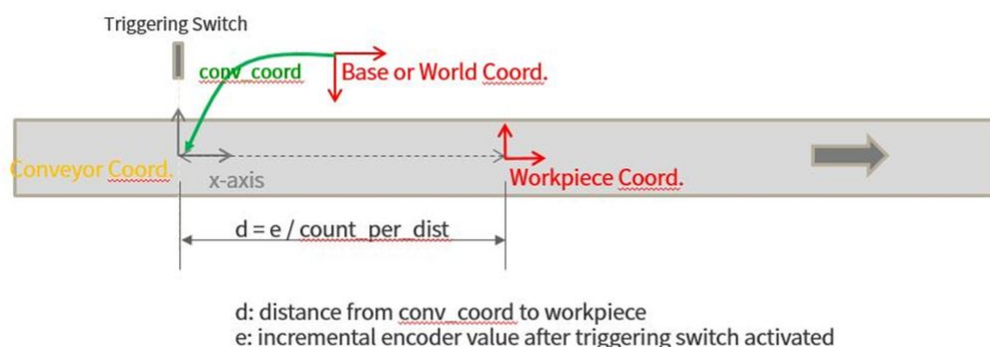 Triggering Switch
conv_coord
Base or World Coord.
Conveyor Coord.
x-axis
Workpiece Coord.
d = e / count_per_dist
d: distance from conv_coord to workpiece
e: incremental encoder value after triggering switch activated